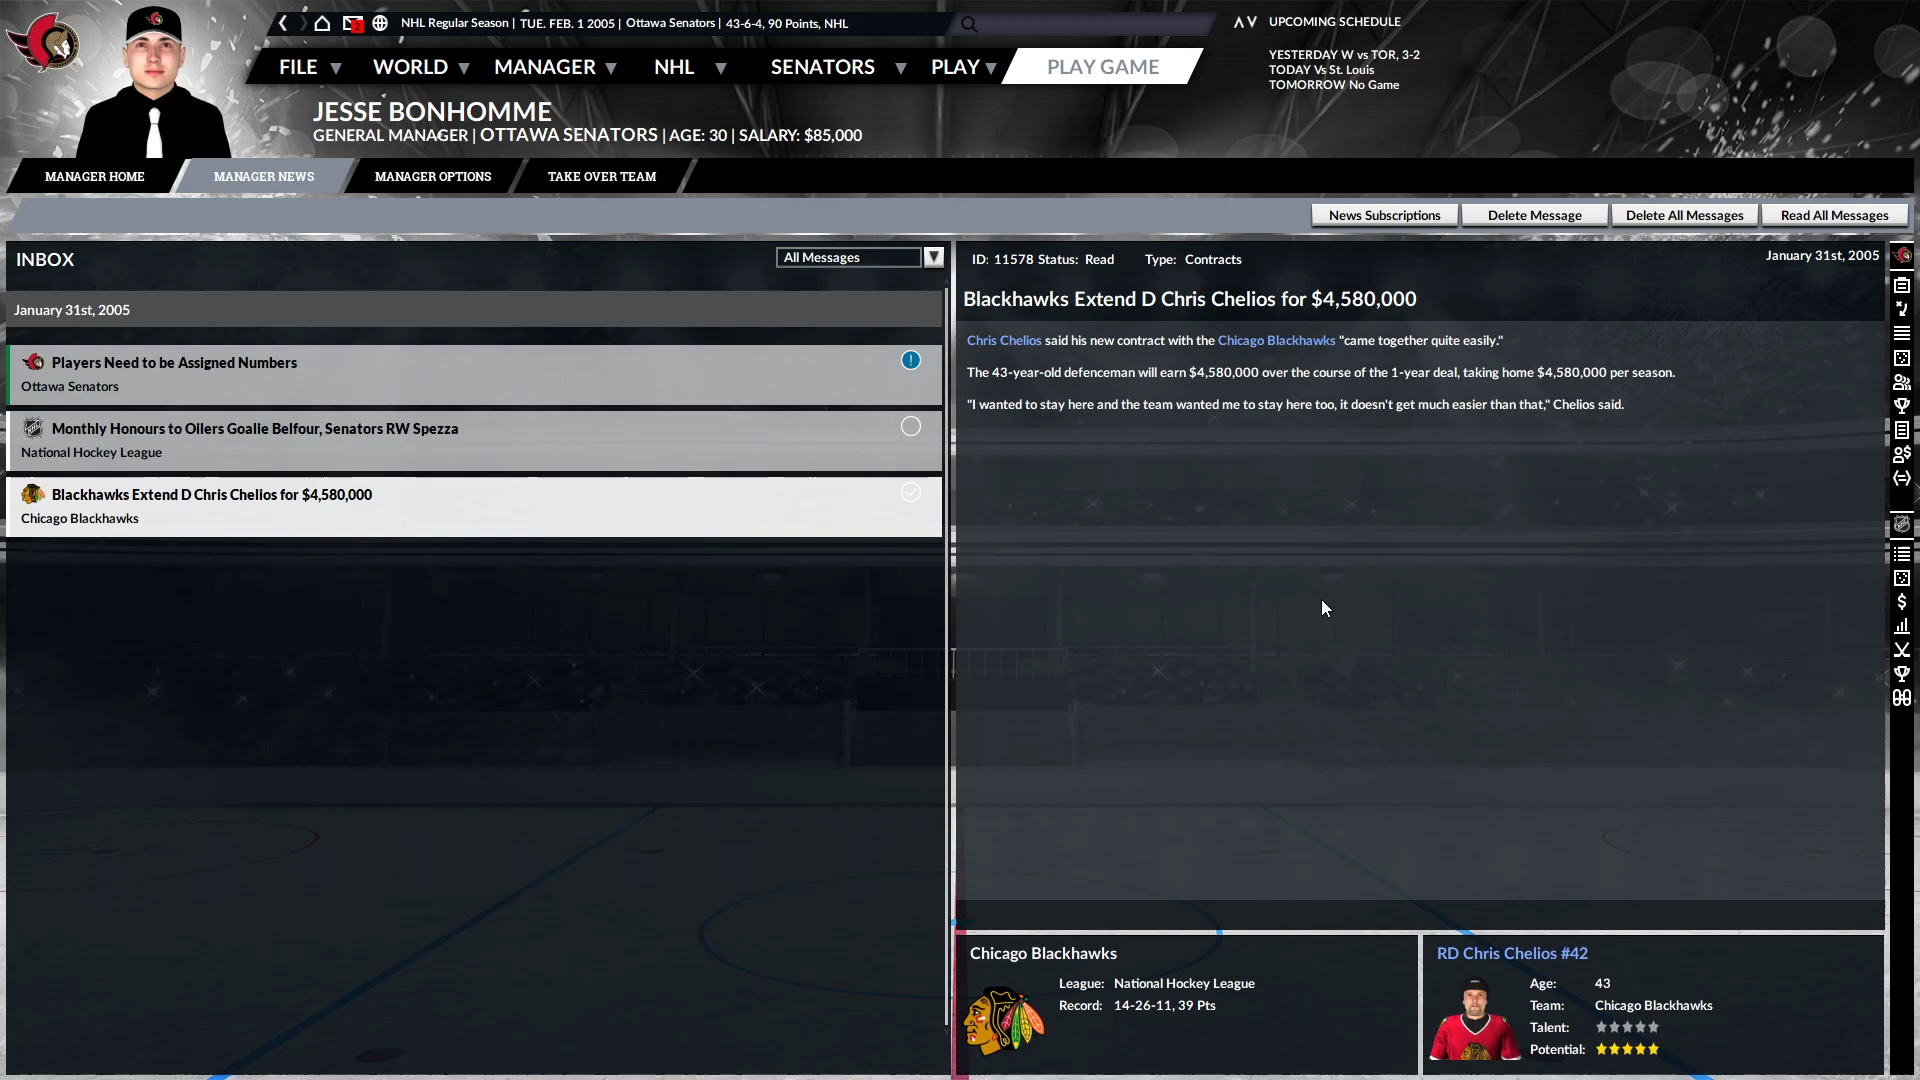 2
NHL Regular Season | TUE. FEB. 1 2005 | Ottawa Senators | 43-6-4, 90 Points, NHL
UPCOMING SCHEDULE
YESTERDAY W vs TOR, 3-2
TODAY Vs St. Louis
TOMORROW No Game
FILE WORLD MANAGER NHL SENATORS PLAY PLAY GAME
JESSE BONHOMME
GENERAL MANAGER | OTTAWA SENATORS | AGE: 30 | SALARY: $85,000
MANAGER HOME MANAGER NEWS MANAGER OPTIONS TAKE OVER TEAM
News Subscriptions Delete Message Delete All Messages Read All Messages
INBOX All Messages
January 31st, 2005
Players Need to be Assigned Numbers
Ottawa Senators
Monthly Honours to Oilers Goalie Belfour, Senators RW Spezza
National Hockey League
Blackhawks Extend D Chris Chelios for $4,580,000
Chicago Blackhawks
ID: 11578 Status: Read Type: Contracts January 31st, 2005
Blackhawks Extend D Chris Chelios for $4,580,000
Chris Chelios said his new contract with the Chicago Blackhawks "came together quite easily."
The 43-year-old defenceman will earn $4,580,000 over the course of the 1-year deal, taking home $4,580,000 per season.
"I wanted to stay here and the team wanted me to stay here too, it doesn't get much easier than that," Chelios said.
Chicago Blackhawks
League: National Hockey League
Record: 14-26-11, 39 Pts
RD Chris Chelios #42
Age: 43
Team: Chicago Blackhawks
Talent:
Potential: